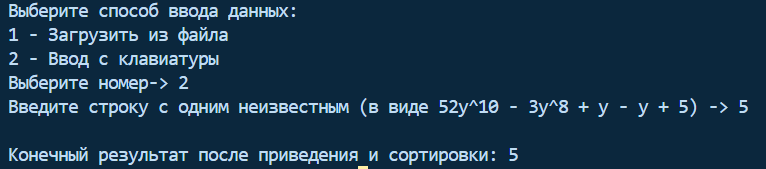 Выберите способ ввода данных:
1 - Загрузить из файла
2 - Ввод с клавиатуры
Выберите номер-> 2
Введите строку с одним неизвестным (в виде 52y^10 - 3y^8 + y - y + 5) -> 5
Конечный результат после приведения и сортировки: 5